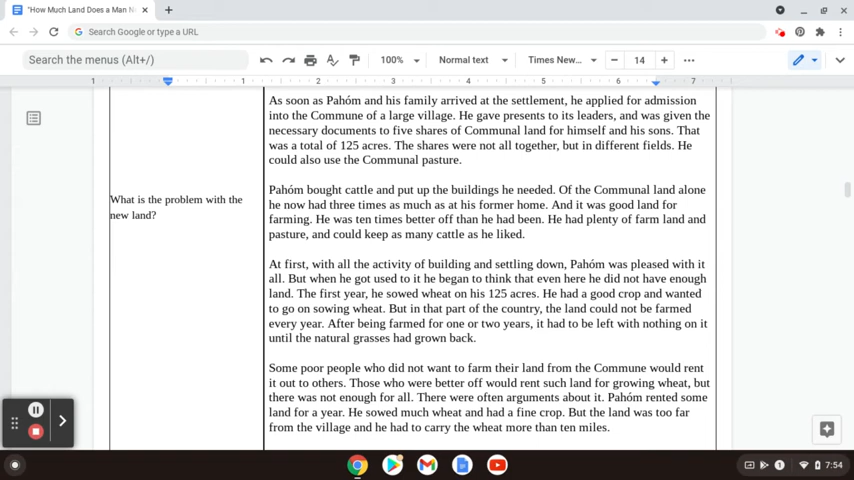 "How Much Land Does a Man N
Search Google or type a URL
Search the menus (Alt+/)
100%
Normal text
Times New...
14
1 1 2 3 4 5 6 7
As soon as Pahóm and his family arrived at the settlement, he applied for admission
into the Commune of a large village. He gave presents to its leaders, and was given the
necessary documents to five shares of Communal land for himself and his sons. That
was a total of 125 acres. The shares were not all together, but in different fields. He
could also use the Communal pasture.
What is the problem with the
new land?
Pahóm bought cattle and put up the buildings he needed. Of the Communal land alone
he now had three times as much as at his former home. And it was good land for
farming. He was ten times better off than he had been. He had plenty of farm land and
pasture, and could keep as many cattle as he liked.
At first, with all the activity of building and settling down, Pahóm was pleased with it
all. But when he got used to it he began to think that even here he did not have enough
land. The first year, he sowed wheat on his 125 acres. He had a good crop and wanted
to go on sowing wheat. But in that part of the country, the land could not be farmed
every year. After being farmed for one or two years, it had to be left with nothing on it
until the natural grasses had grown back.
Some poor people who did not want to farm their land from the Commune would rent
it out to others. Those who were better off would rent such land for growing wheat, but
there was not enough for all. There were often arguments about it. Pahóm rented some
land for a year. He sowed much wheat and had a fine crop. But the land was too far
from the village and he had to carry the wheat more than ten miles.
1
7:54